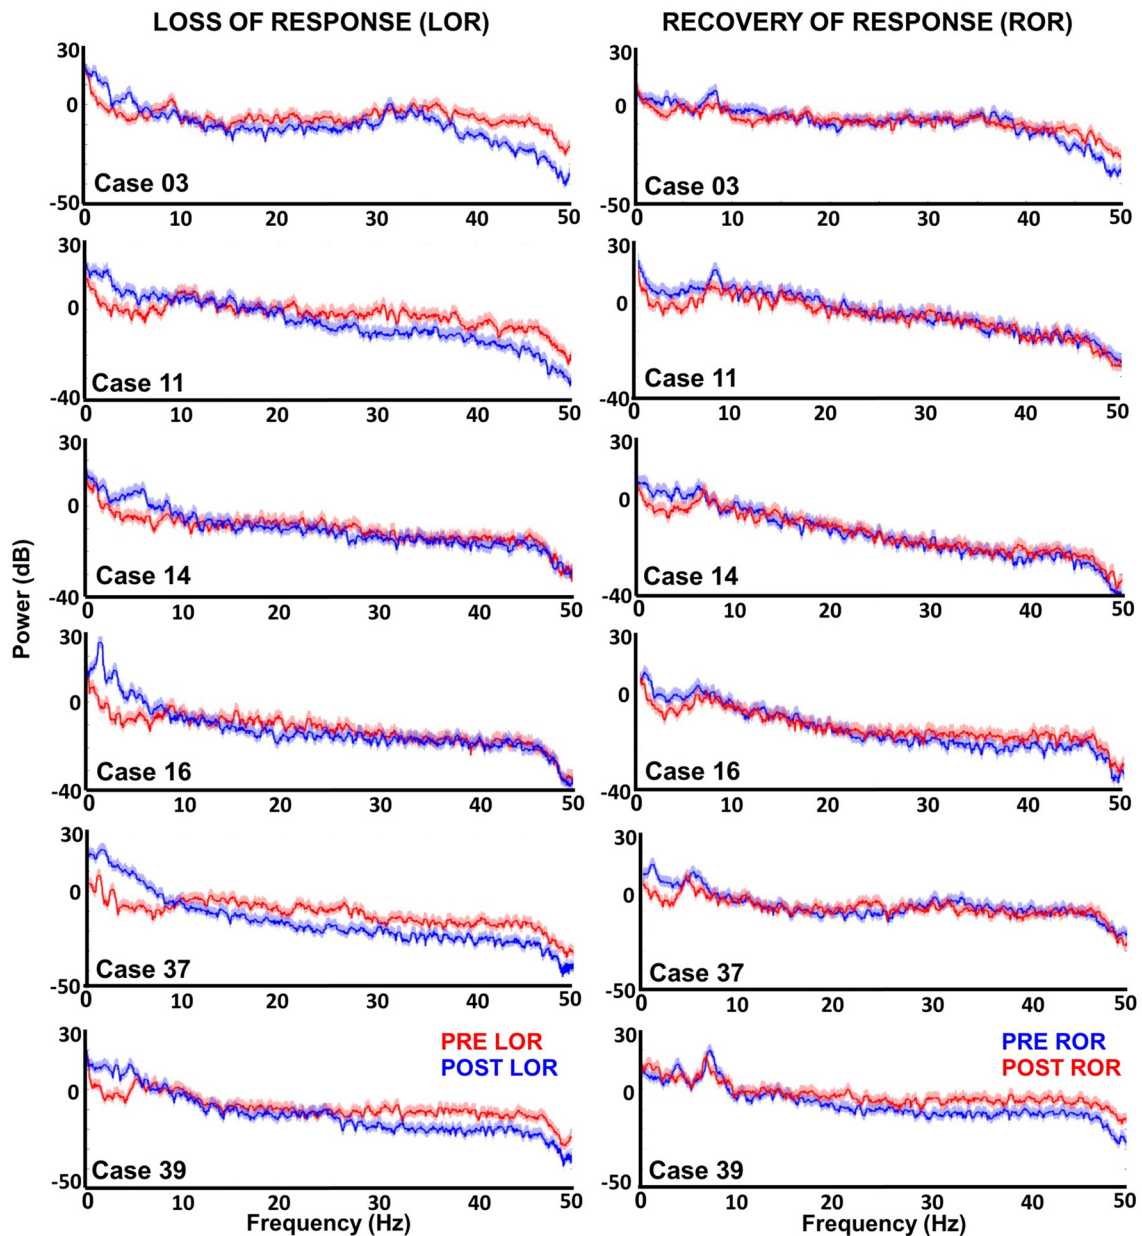 LOSS OF RESPONSE (LOR)
RECOVERY OF RESPONSE (ROR)
30
0
-50
Case 03
0 10 20 30 40 50
30
0
-50
Case 03
0 10 20 30 40 50
30
0
-40
Case 11
0 10 20 30 40 50
30
0
-40
Case 11
0 10 20 30 40 50
30
0
-40
Case 14
0 10 20 30 40 50
30
0
-40
Case 14
0 10 20 30 40 50
Power (dB)
30
0
-40
Case 16
0 10 20 30 40 50
30
0
-40
Case 16
0 10 20 30 40 50
30
0
-50
Case 37
0 10 20 30 40 50
30
0
-50
Case 37
0 10 20 30 40 50
30
0
-50
PRE LOR
POST LOR
Case 39
0 10 20 30 40 50
Frequency (Hz)
30
0
-50
PRE ROR
POST ROR
Case 39
0 10 20 30 40 50
Frequency (Hz)